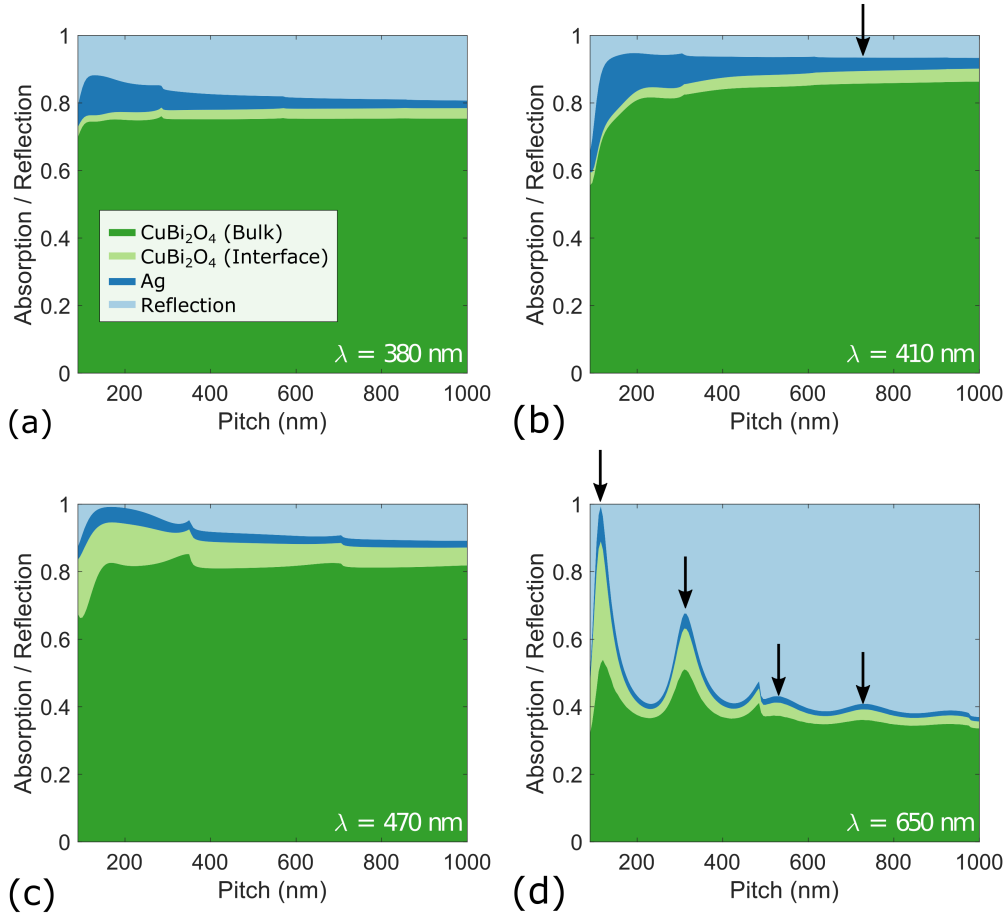 1
0.8
0.6
0.4
0.2
0
Absorption / Reflection
CuBi₂O₄ (Bulk)
CuBi₂O₄ (Interface)
Ag
Reflection
λ = 380 nm
200 400 600 800 1000
Pitch (nm)
(a)
1
0.8
0.6
0.4
0.2
0
Absorption / Reflection
λ = 410 nm
200 400 600 800 1000
Pitch (nm)
(b)
1
0.8
0.6
0.4
0.2
0
Absorption / Reflection
λ = 470 nm
200 400 600 800 1000
Pitch (nm)
(c)
1
0.8
0.6
0.4
0.2
0
Absorption / Reflection
λ = 650 nm
200 400 600 800 1000
Pitch (nm)
(d)